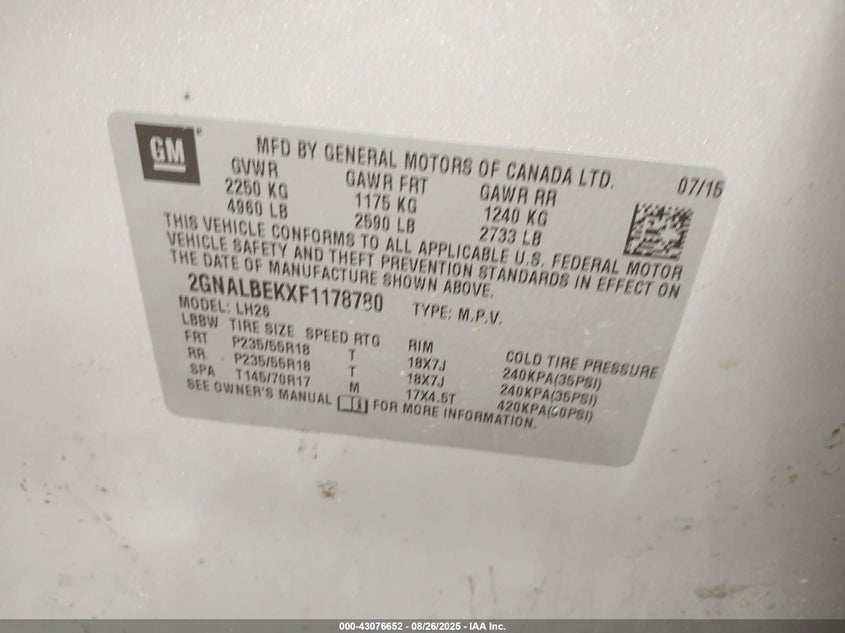 GM®
MFD BY GENERAL MOTORS OF CANADA LTD. 07/15
GVWR GAWR FRT GAWR RR
2250 KG 1175 KG 1240 KG
4960 LB 2590 LB 2733 LB
THIS VEHICLE CONFORMS TO ALL APPLICABLE U.S. FEDERAL MOTOR
VEHICLE SAFETY AND THEFT PREVENTION STANDARDS IN EFFECT ON
THE DATE OF MANUFACTURE SHOWN ABOVE.
2GNALBEKXF1178780 TYPE: M.P.V.
MODEL: LH26
LBBW TIRE SIZE SPEED RTG RIM COLD TIRE PRESSURE
FRT P235/55R18 T 18X7J 240KPA(35PSI)
RR P235/55R18 T 18X7J 240KPA(35PSI)
SPA T145/70R17 M 17X4.5T 420KPA(60PSI)
SEE OWNER'S MANUAL FOR MORE INFORMATION.
000-43076652 - 08/26/2025 - IAA Inc.